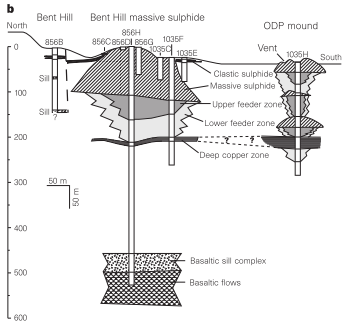 b
North
Bent Hill
Bent Hill massive sulphide
ODP mound
856H
856B
856C
856D
856G
1035F
1035D
1035E
Vent
1035H
South
0
100
200
300
400
500
600
Sill
Sill
?
Clastic sulphide
Massive sulphide
Upper feeder zone
Lower feeder zone
? ?
Deep copper zone
50 m
50 m
Basaltic sill complex
Basaltic flows